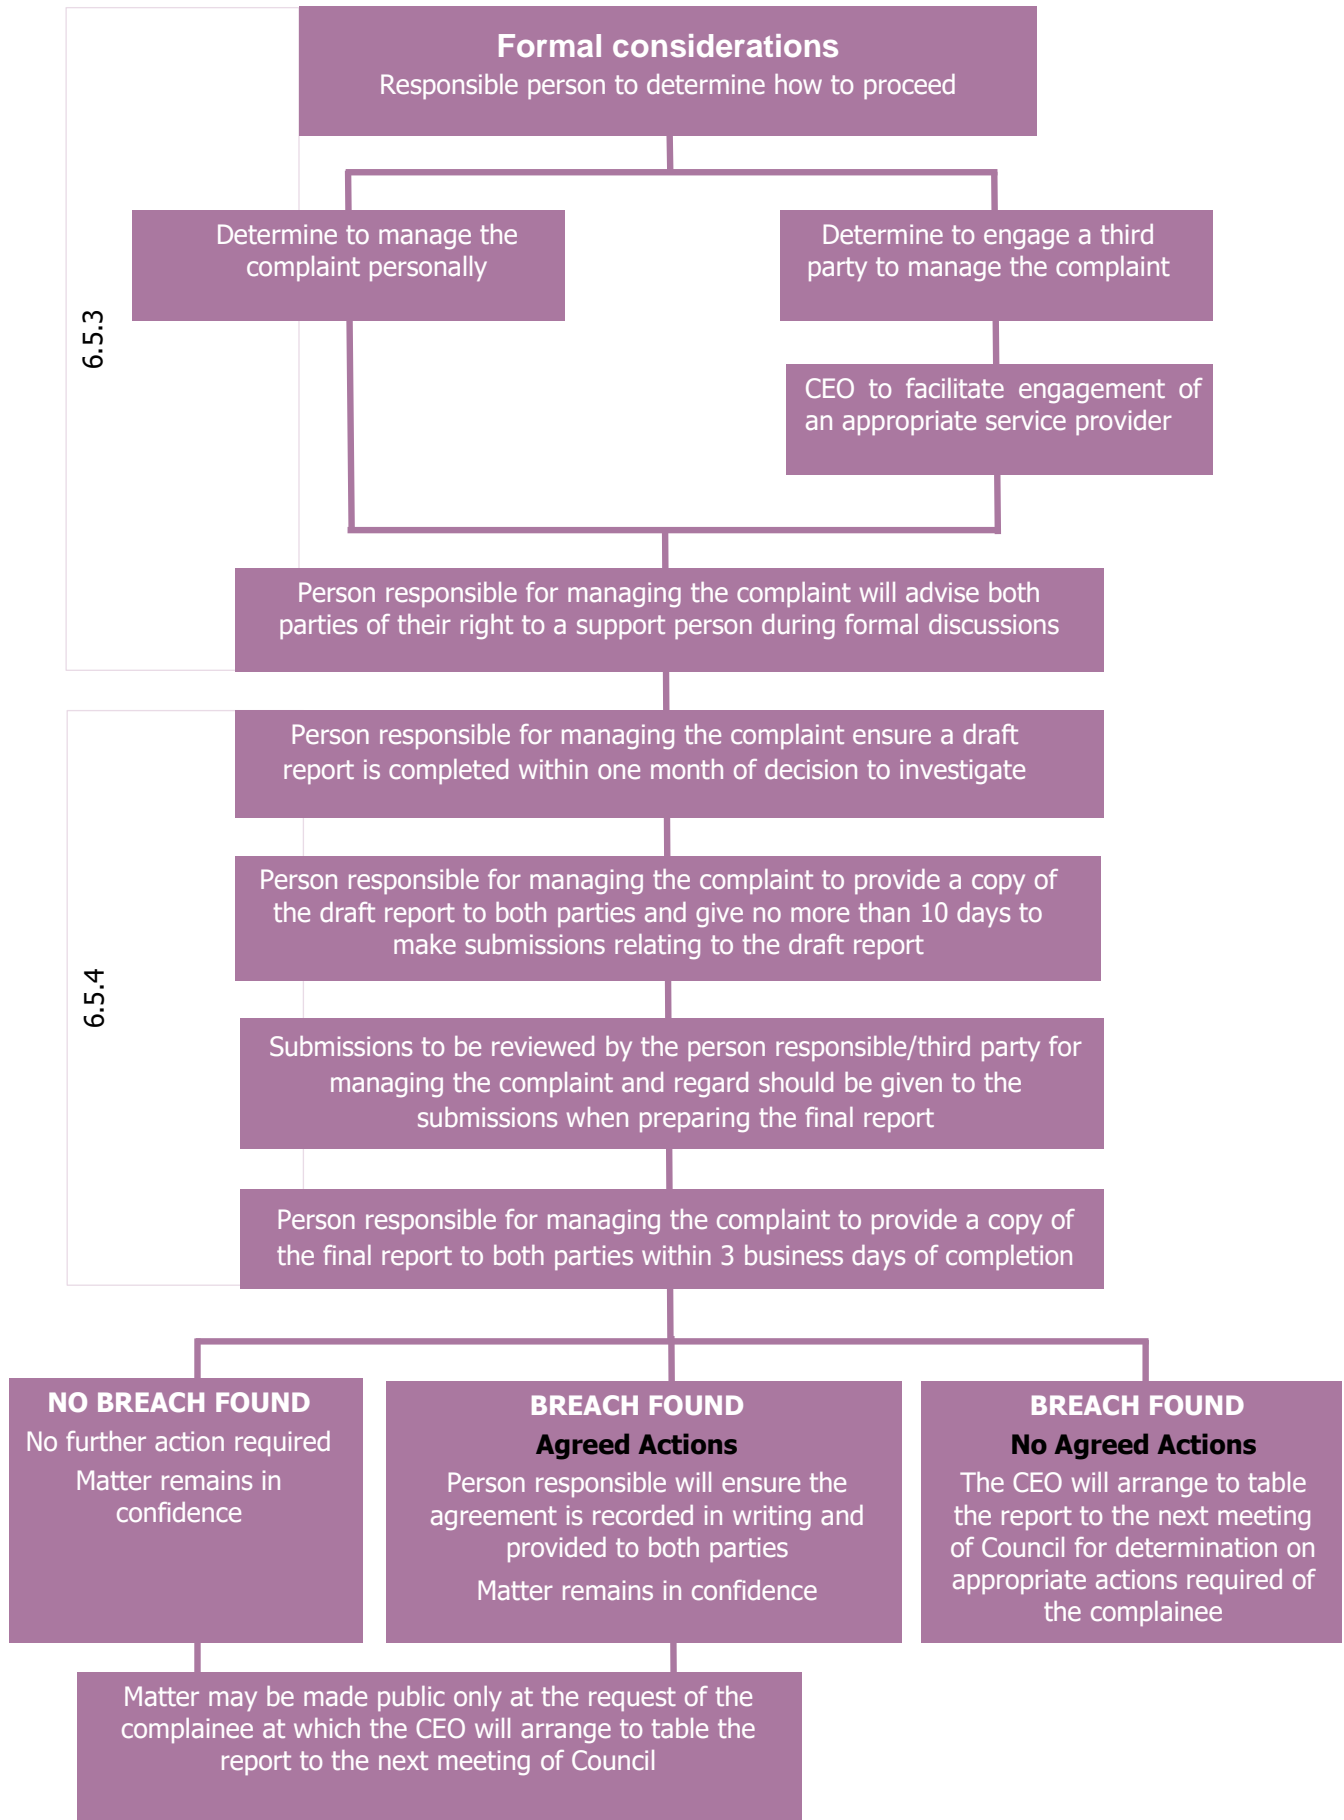 Formal considerations
Responsible person to determine how to proceed
Determine to manage the
complaint personally
Determine to engage a third
party to manage the complaint
CEO to facilitate engagement of
an appropriate service provider
6.5.3
Person responsible for managing the complaint will advise both
parties of their right to a support person during formal discussions
Person responsible for managing the complaint ensure a draft
report is completed within one month of decision to investigate
Person responsible for managing the complaint to provide a copy of
the draft report to both parties and give no more than 10 days to
make submissions relating to the draft report
6.5.4
Submissions to be reviewed by the person responsible/third party for
managing the complaint and regard should be given to the
submissions when preparing the final report
Person responsible for managing the complaint to provide a copy of
the final report to both parties within 3 business days of completion
NO BREACH FOUND
No further action required
Matter remains in
confidence
BREACH FOUND
Agreed Actions
Person responsible will ensure the
agreement is recorded in writing and
provided to both parties
Matter remains in confidence
BREACH FOUND
No Agreed Actions
The CEO will arrange to table
the report to the next meeting
of Council for determination on
appropriate actions required of
the complainee
Matter may be made public only at the request of the
complainee at which the CEO will arrange to table the
report to the next meeting of Council